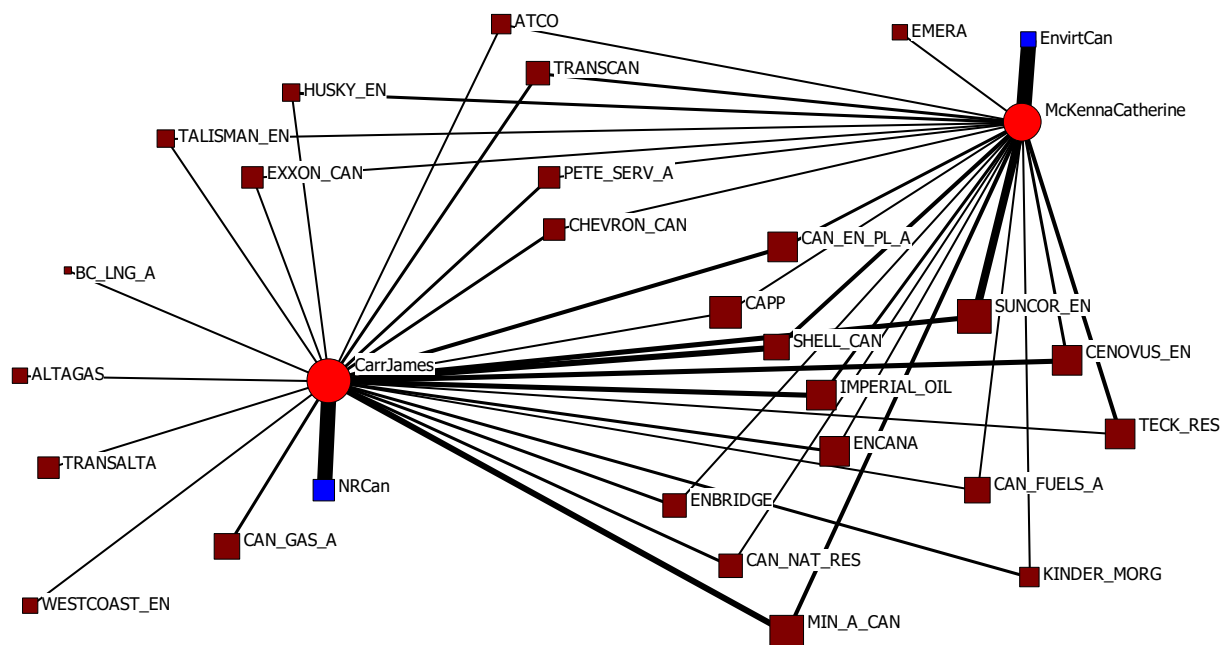 ATCO
EMERA
EnvirtCan
TRANSCAN
HUSKY_EN
McKennaCatherine
TALISMAN_EN
EXXON_CAN
PETE_SERV_A
CHEVRON_CAN
CAN_EN_PL_A
BC_LNG_A
CAPP
SUNCOR_EN
SHELL_CAN
CENOVUS_EN
CarrJames
ALTAGAS
IMPERIAL_OIL
TECK_RES
ENCANA
TRANSALTA
NRCan
CAN_FUELS_A
ENBRIDGE
CAN_GAS_A
CAN_NAT_RES
KINDER_MORG
WESTCOAST_EN
MIN_A_CAN